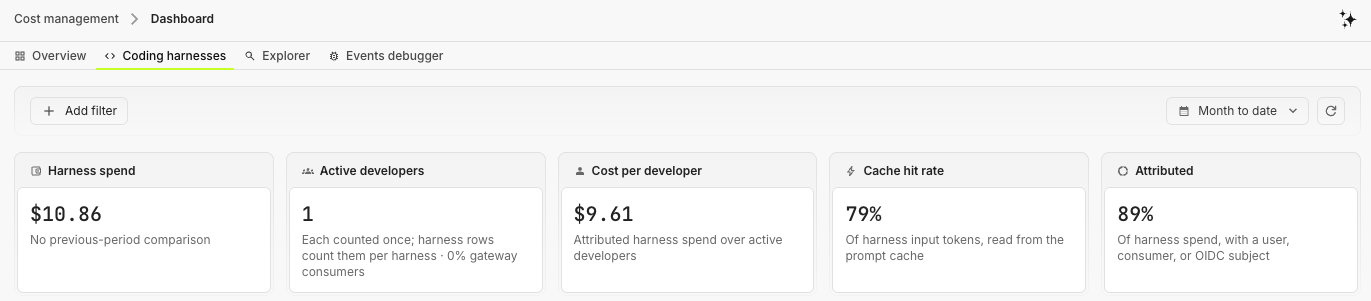 Cost management
Dashboard
Overview
Coding harnesses
Explorer
Events debugger
Add filter
Month to date
Harness spend
$10.86
No previous-period comparison
Active developers
1
Each counted once; harness rows
count them per harness · 0% gateway
consumers
Cost per developer
$9.61
Attributed harness spend over active
developers
Cache hit rate
79%
Of harness input tokens, read from the
prompt cache
Attributed
89%
Of harness spend, with a user,
consumer, or OIDC subject